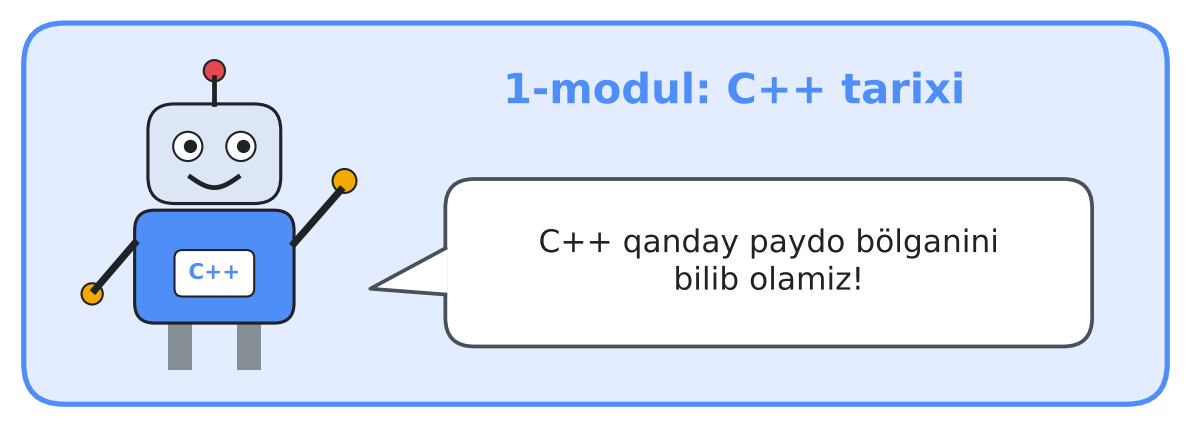 1-modul: C++ tarixi
C++ qanday paydo bölganini
bilib olamiz!
C++